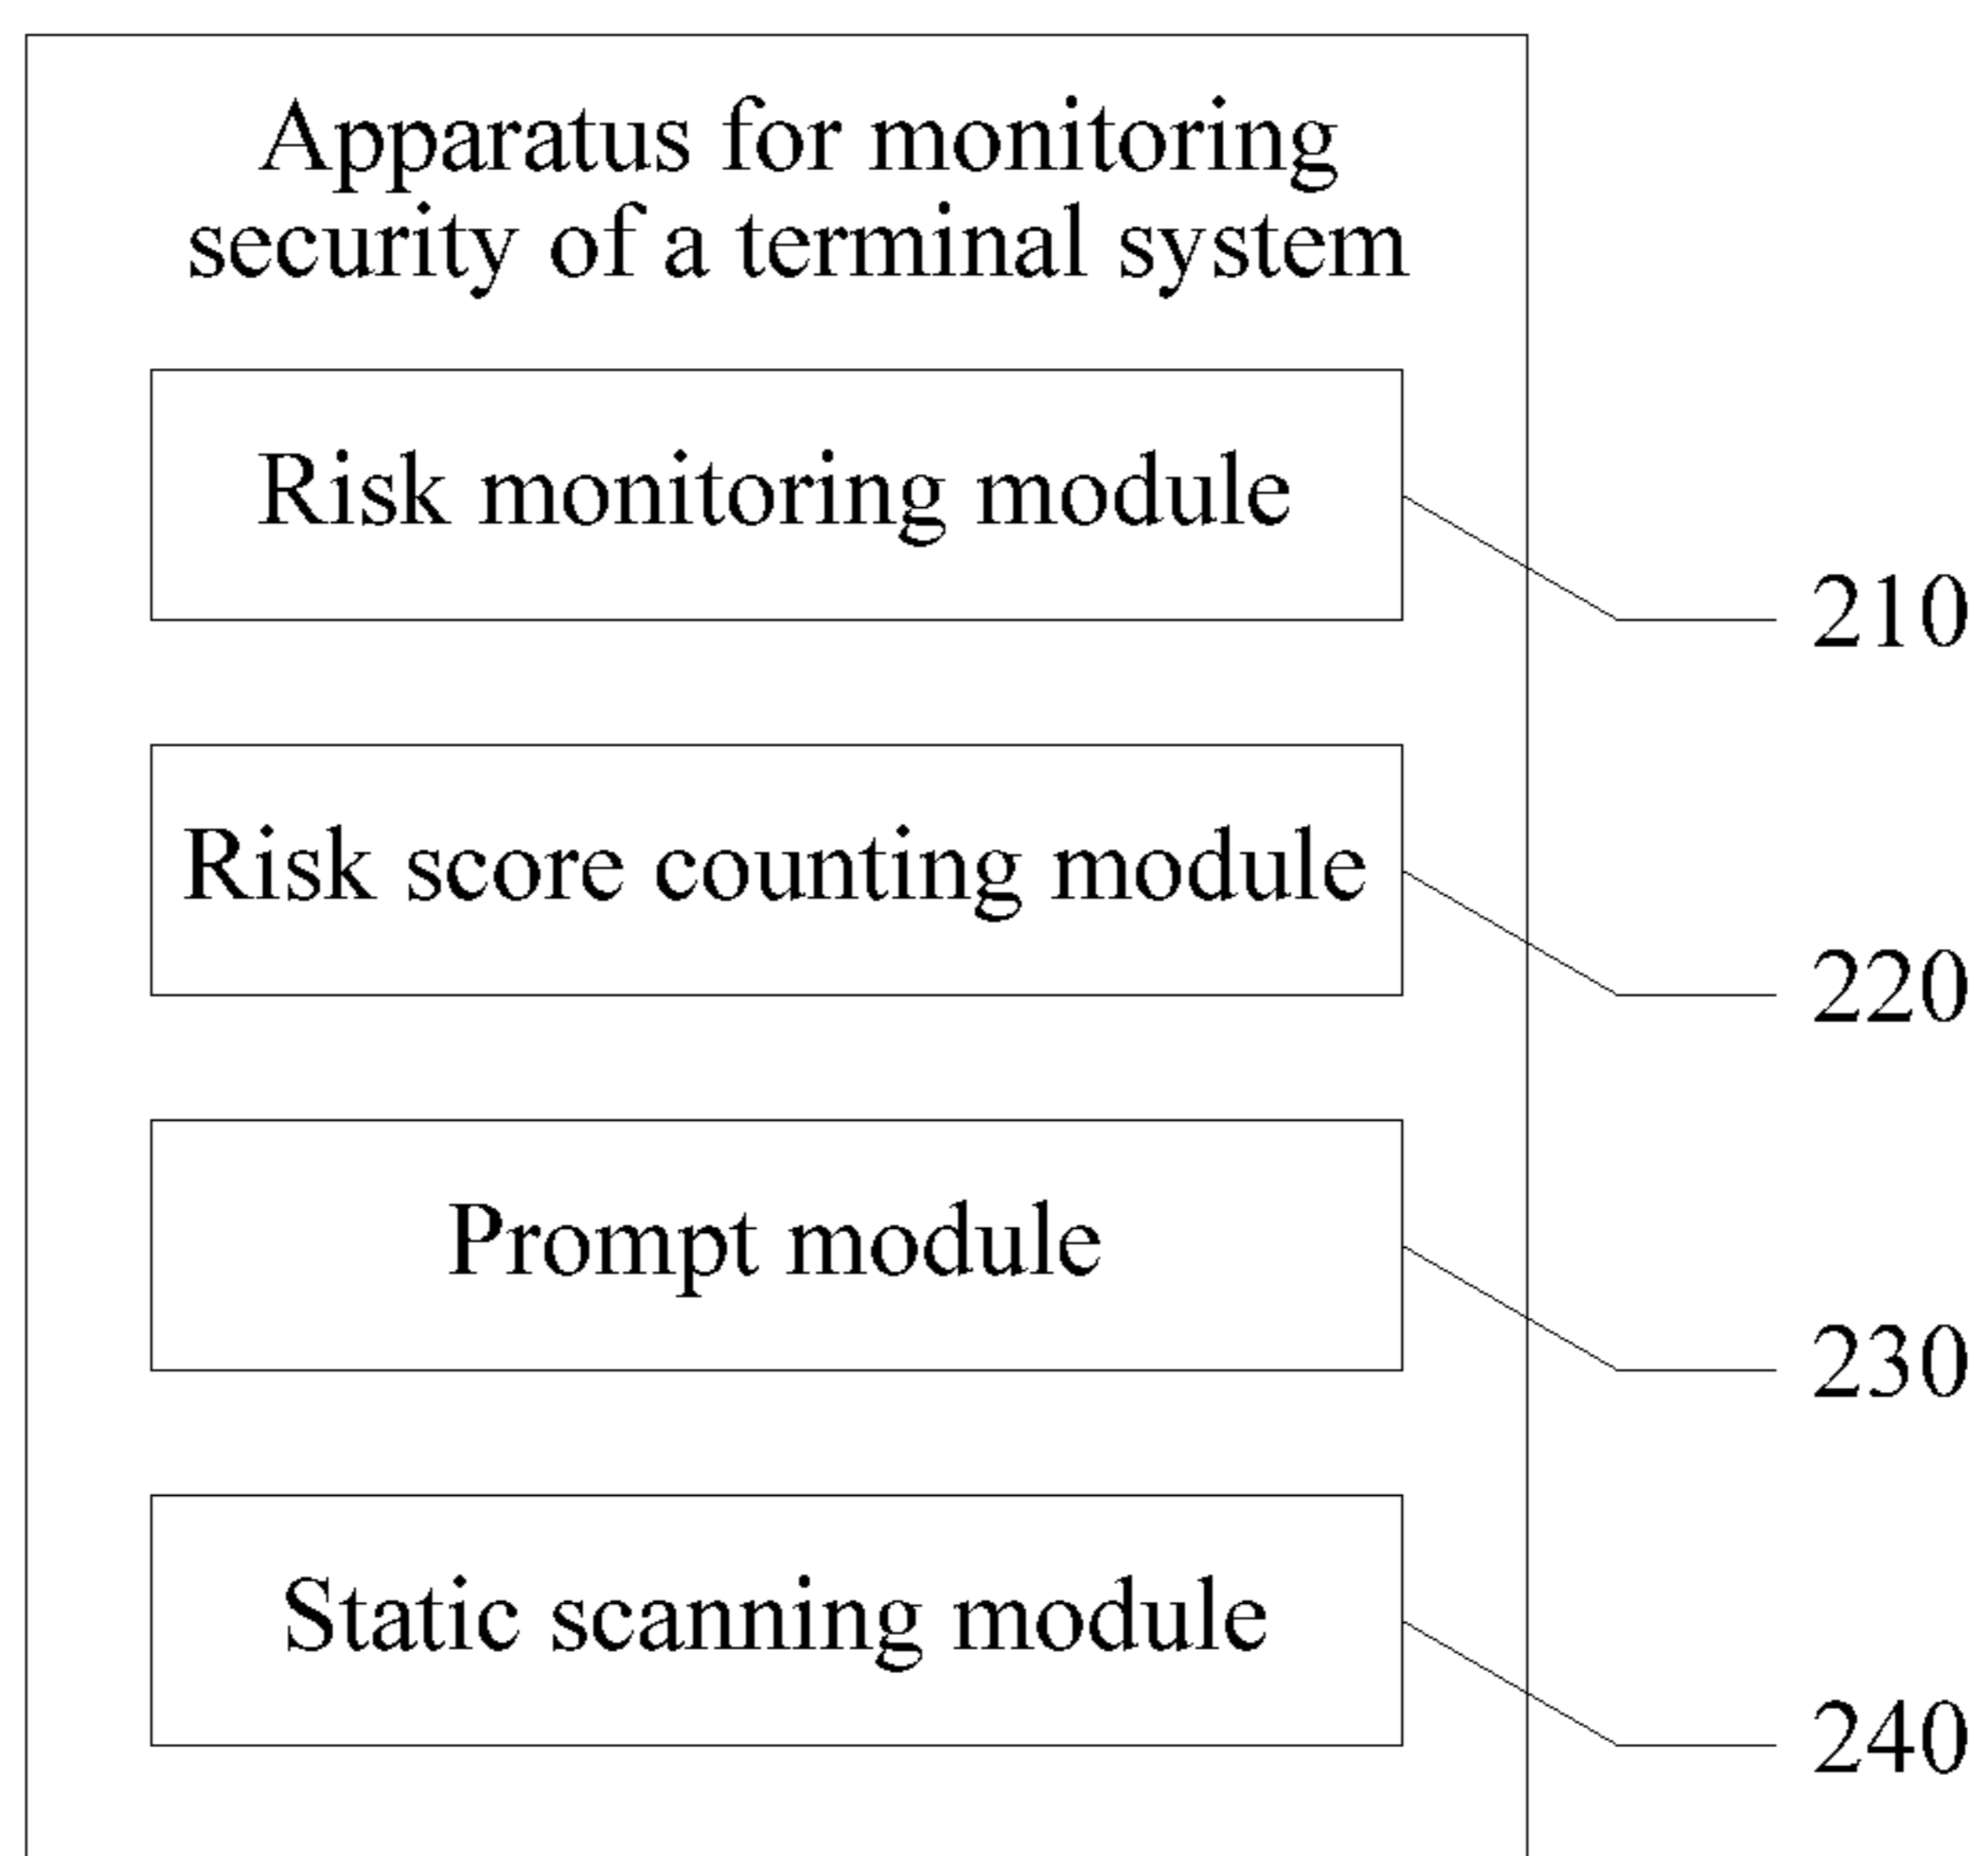 Apparatus for monitoring
security of a terminal system
Risk monitoring module
210
Risk score counting module
220
Prompt module
230
Static scanning module
240